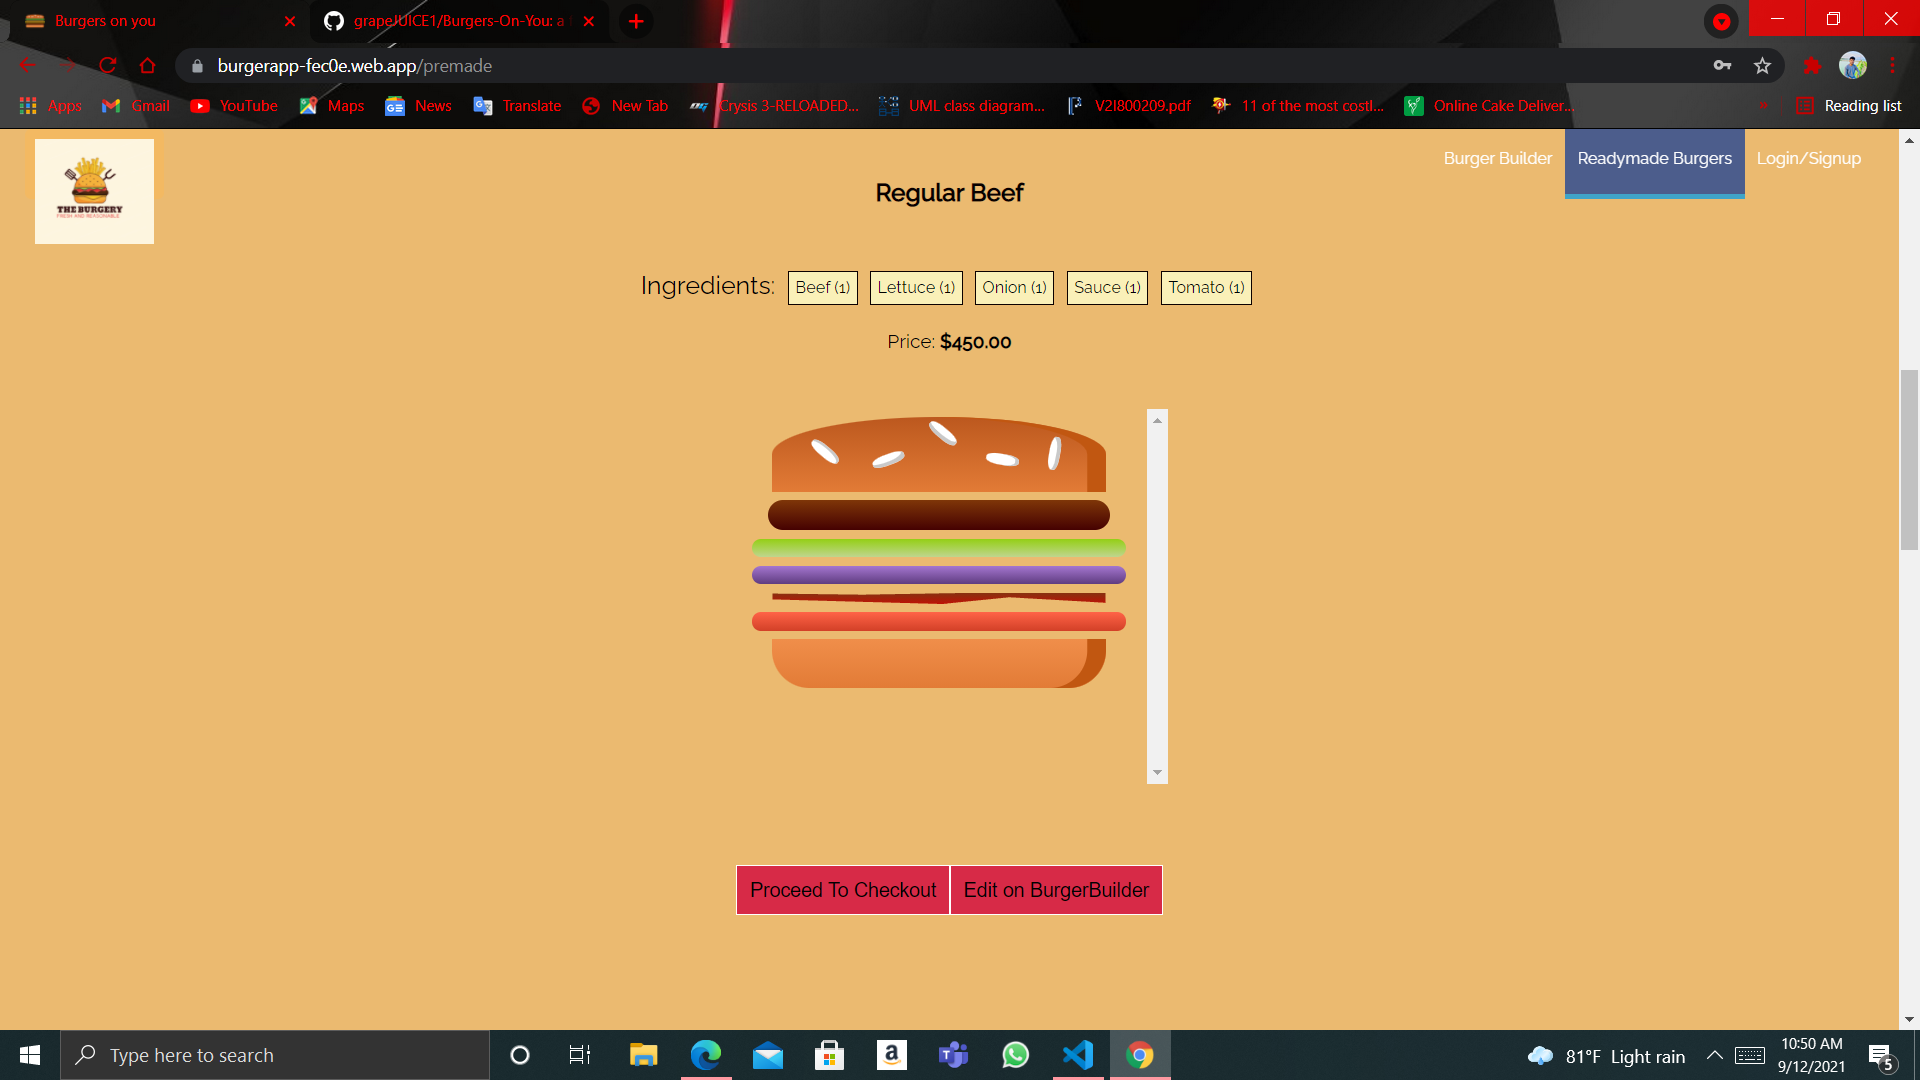 Burgers on you
grapeJUICE1/Burgers-On-You: a
burgerapp-fec0e.web.app/premade
Apps Gmail YouTube Maps News Translate New Tab Crysis 3-RELOADED... UML class diagram... V2I800209.pdf 11 of the most costl... Online Cake Deliver... » Reading list
THE BURGERY
FRESH AND REASONABLE
Burger Builder Readymade Burgers Login/Signup
Regular Beef
Ingredients: Beef (1) Lettuce (1) Onion (1) Sauce (1) Tomato (1)
Price: $450.00
Proceed To Checkout Edit on BurgerBuilder
Type here to search
81°F Light rain
10:50 AM
9/12/2021
5